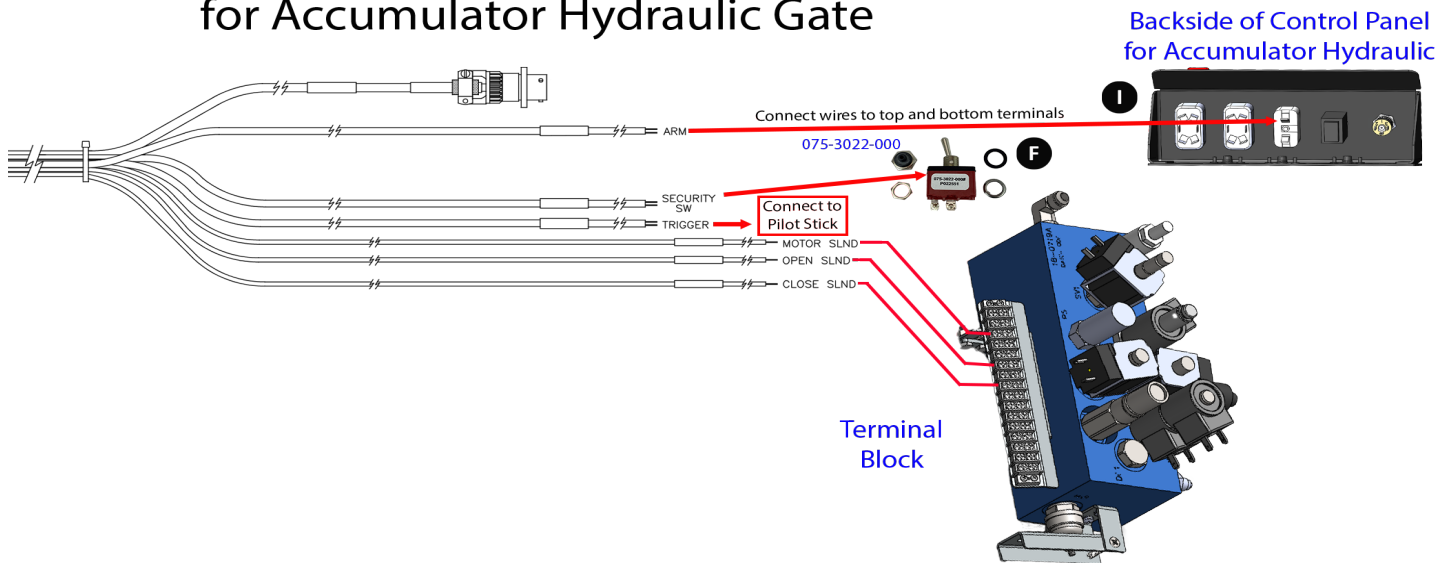 for Accumulator Hydraulic Gate
Backside of Control Panel
for Accumulator Hydraulic
I
Connect wires to top and bottom terminals
ARM
075-3022-000
F
SECURITY
SW
TRIGGER
Connect to
Pilot Stick
MOTOR SLND
OPEN SLND
CLOSE SLND
Terminal
Block